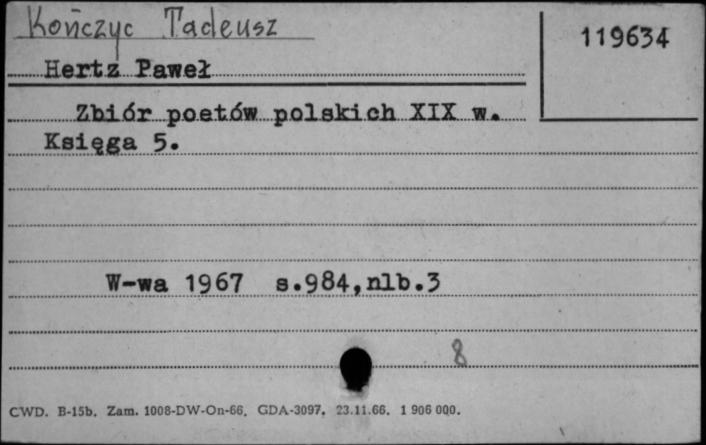 Kończyc Tadeusz
119634
Hertz Paweł
Zbiór poetów polskich XIX w.
Księga 5.
W-wa 1967 s.984,nlb.3
8
CWD. B-15b. Zam. 1008-DW-On-66. GDA-3097. 23.11.66. 1 906 000.